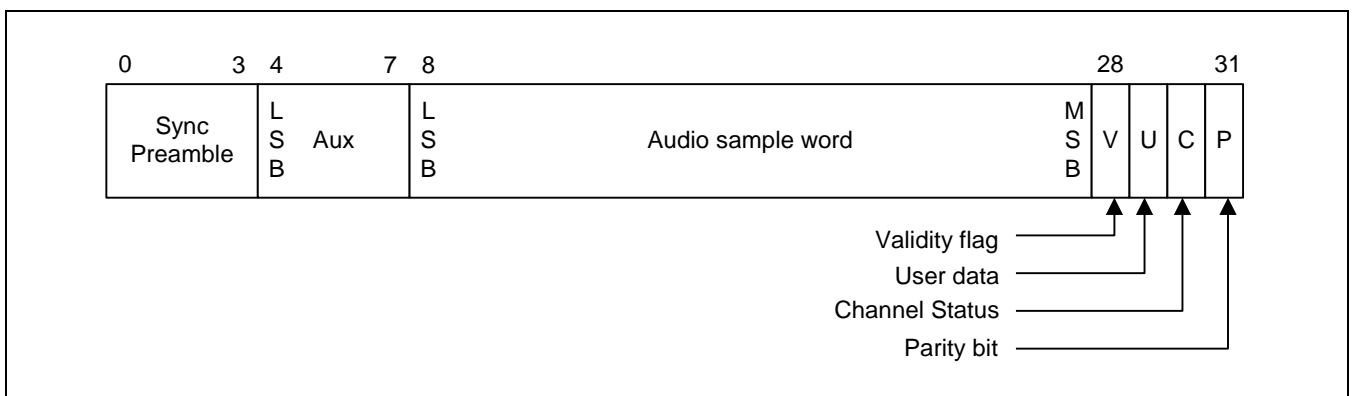 0 3 4 7 8 28 31
Sync
Preamble
L
S
B
Aux
L
S
B
Audio sample word
M
S
B
V
U
C
P
Validity flag
User data
Channel Status
Parity bit